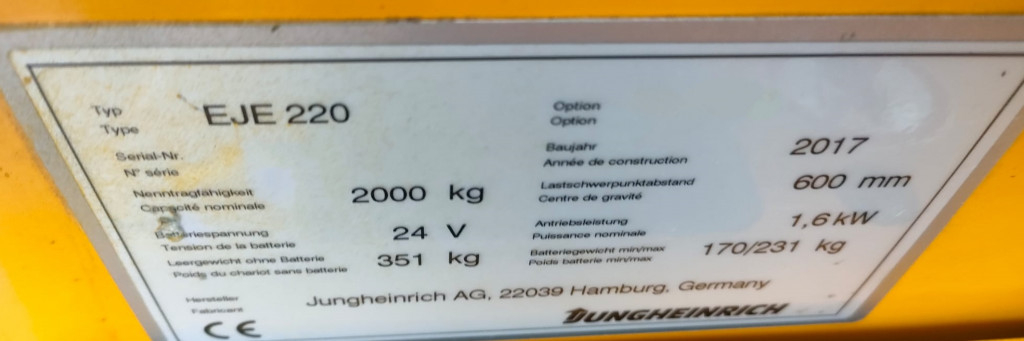 Typ EJE 220
Type
Serial-Nr.
N° série
Nenntragfähigkeit 2000 kg
Capacité nominale
Batteriespannung 24 V
Tension de la batterie
Leergewicht ohne Batterie 351 kg
Poids du chariot sans batterie
Option
Option
Baujahr 2017
Année de construction
Lastschwerpunktabstand 600 mm
Centre de gravité
Antriebsleistung 1,6 kW
Puissance nominale
Batteriegewicht min/max 170/231 kg
Poids batterie min/max
Hersteller Jungheinrich AG, 22039 Hamburg, Germany
Fabricant
CE JUNGHEINRICH